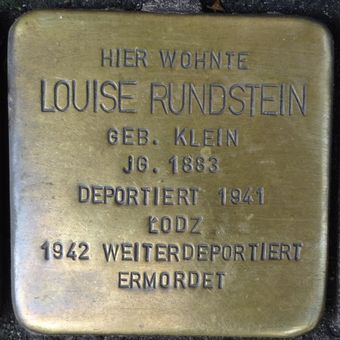 HIER WOHNTE
LOUISE RUNDSTEIN
GEB. KLEIN
JG. 1883
DEPORTIERT 1941
ŁODZ
1942 WEITERDEPORTIERT
ERMORDET